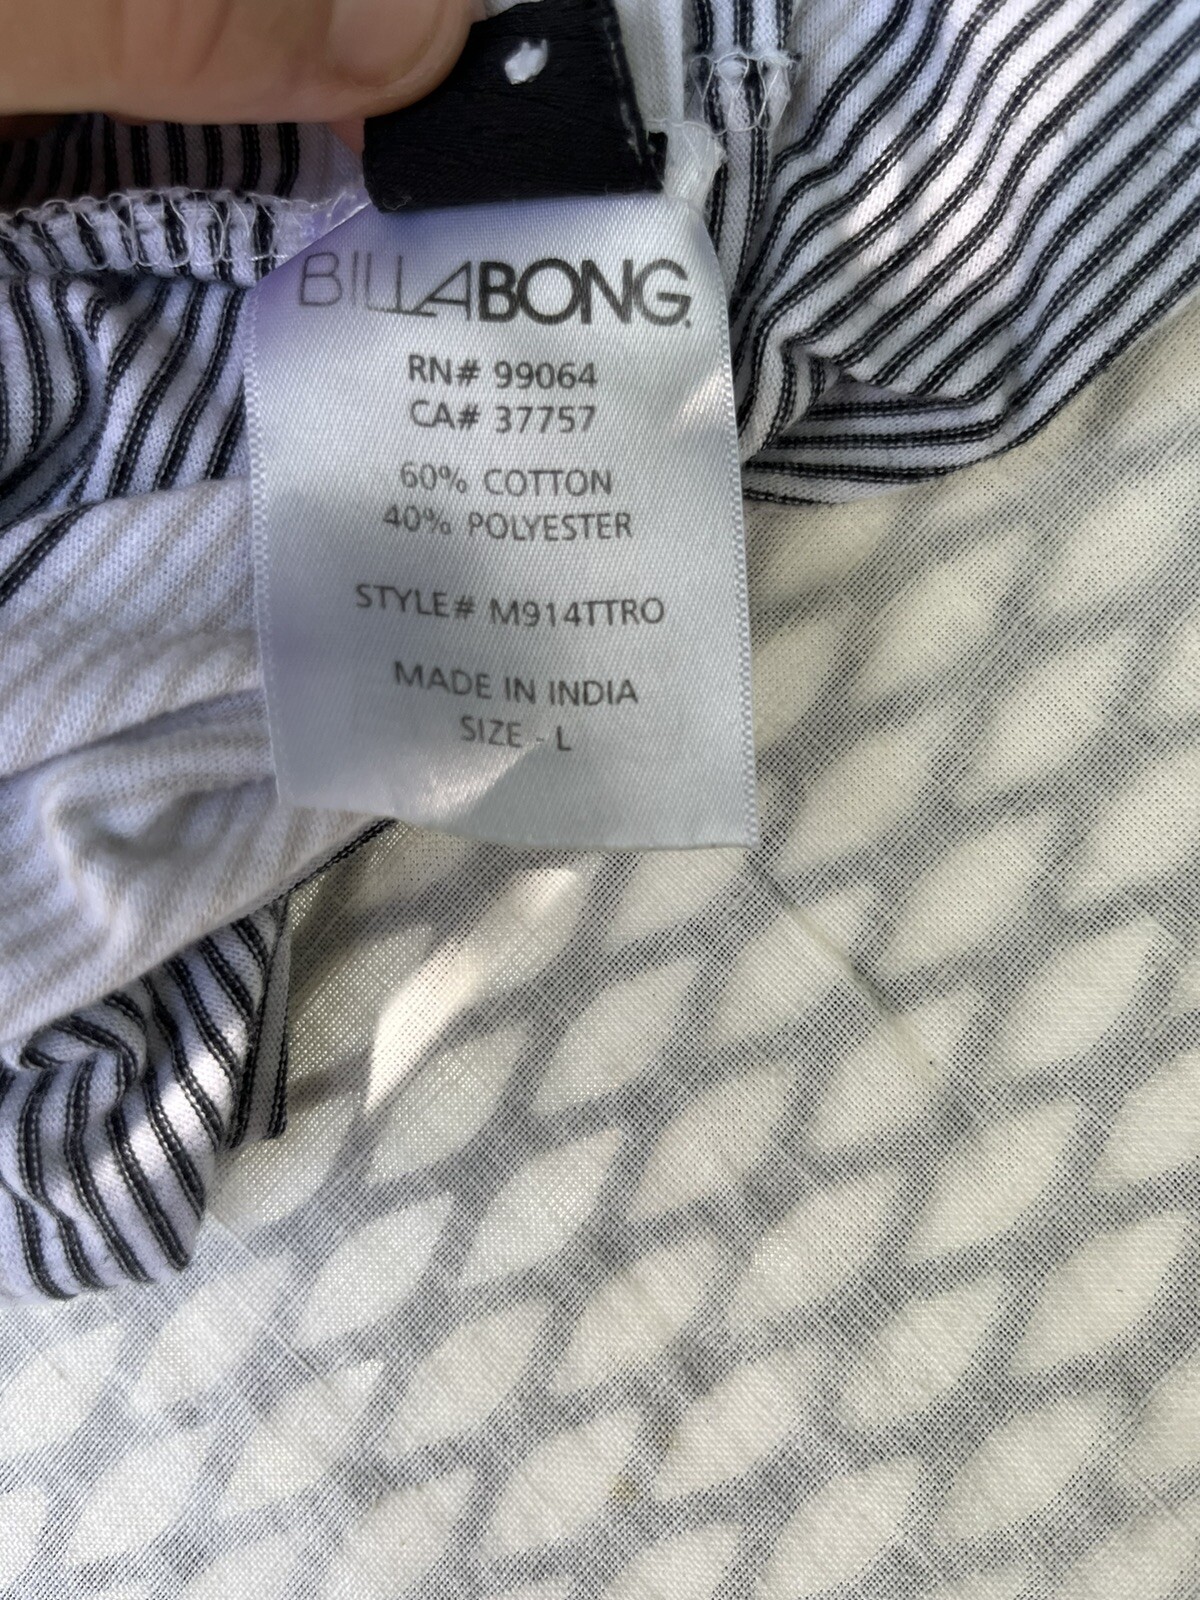 BILLABONG.
RN# 99064
CA# 37757
60% COTTON
40% POLYESTER
STYLE# M914TTRO
MADE IN INDIA
SIZE - L